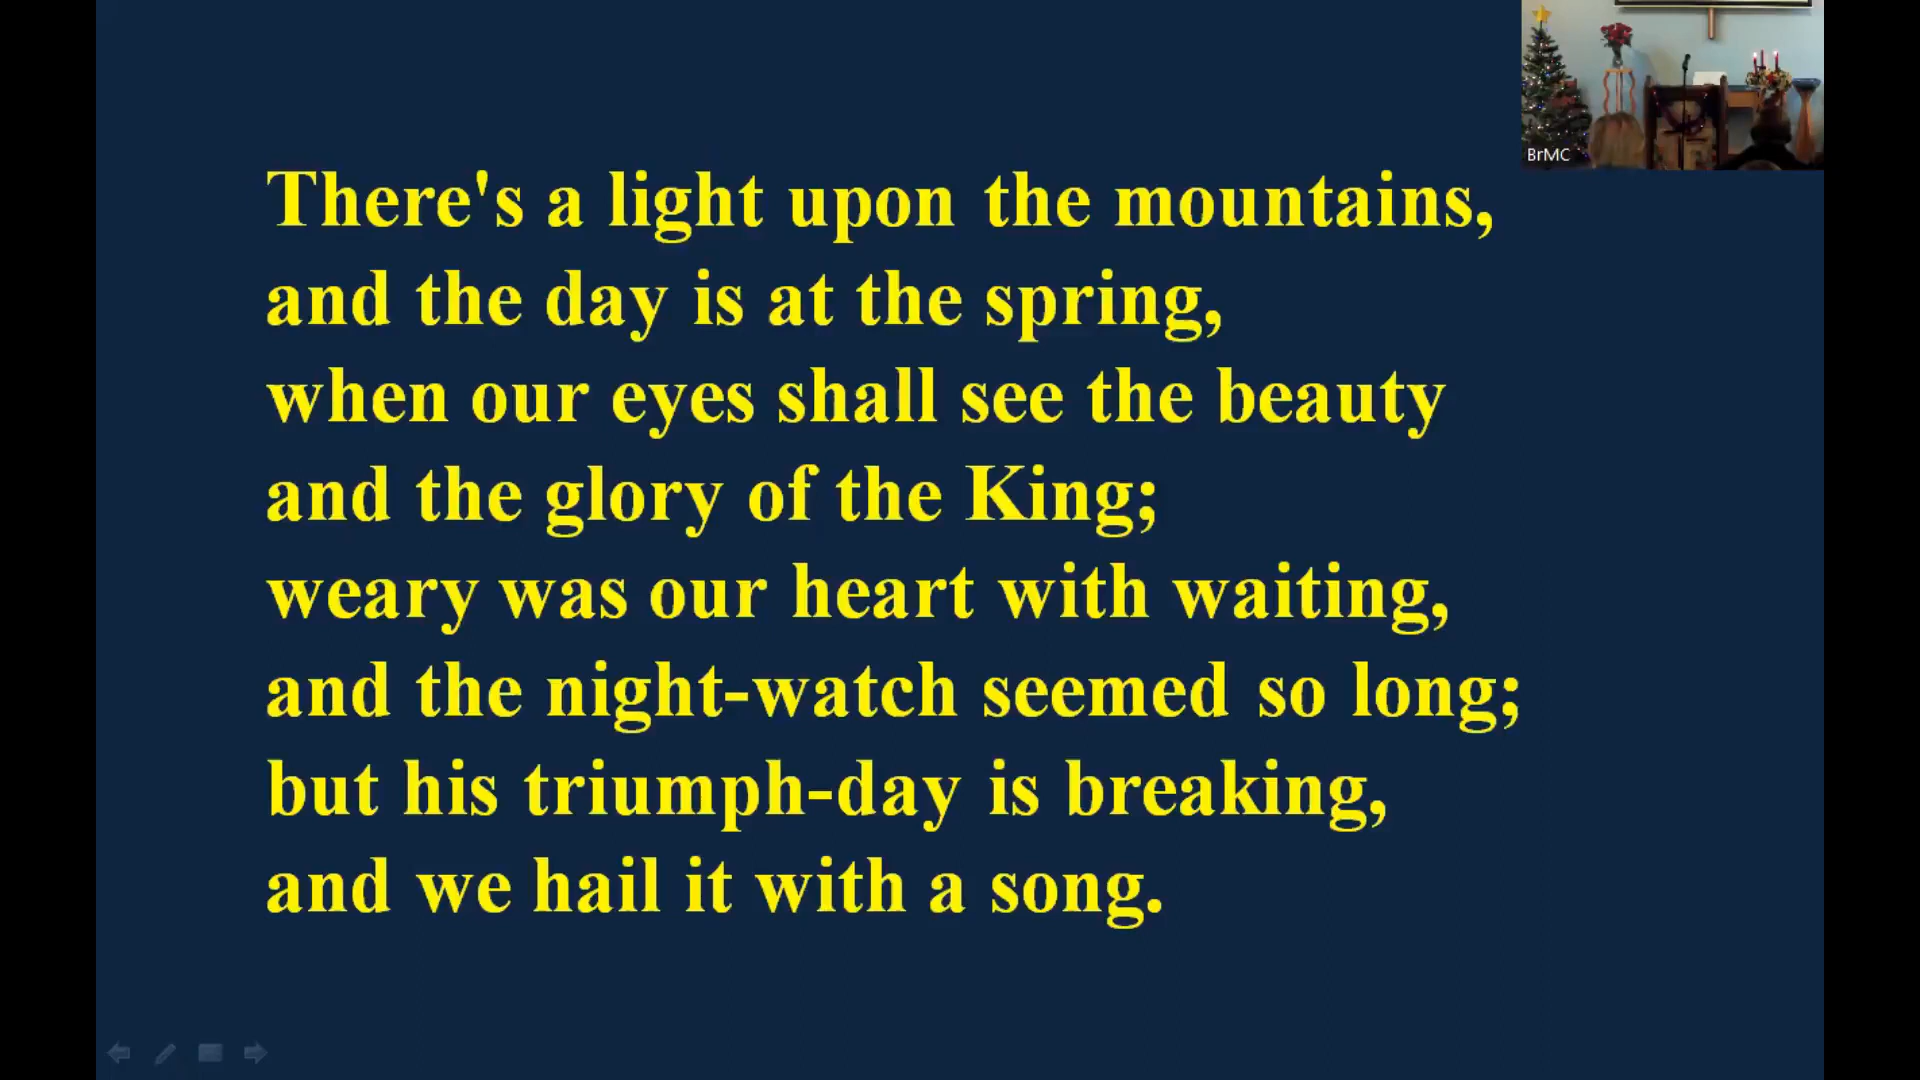 There's a light upon the mountains,
and the day is at the spring,
when our eyes shall see the beauty
and the glory of the King;
weary was our heart with waiting,
and the night-watch seemed so long;
but his triumph-day is breaking,
and we hail it with a song.
BrMC